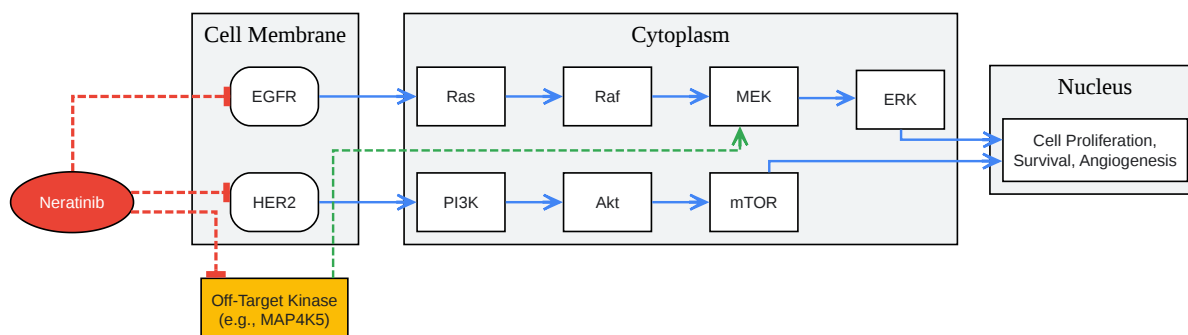 Cell Membrane
Cytoplasm
Nucleus
EGFR
Ras
Raf
MEK
ERK
Cell Proliferation,
Survival, Angiogenesis
Neratinib
HER2
PI3K
Akt
mTOR
Off-Target Kinase
(e.g., MAP4K5)